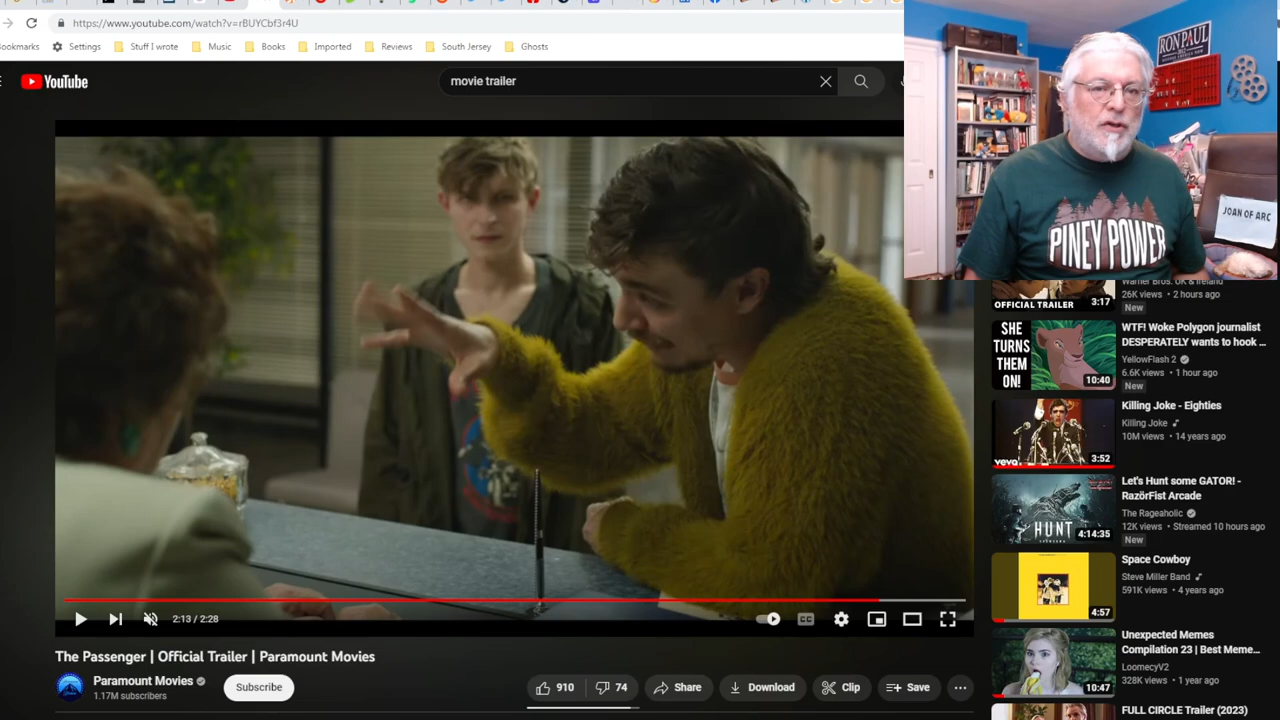 https://www.youtube.com/watch?v=rBUYCbf3r4U
ookmarks Settings Stuff I wrote Music Books Imported Reviews South Jersey Ghosts
YouTube
movie trailer
RON PAUL
PINEY POWER
JOAN OF ARC
2:13 / 2:28
CC
The Passenger | Official Trailer | Paramount Movies
Paramount Movies
1.17M subscribers
Subscribe
910
74
Share
Download
Clip
Save
OFFICIAL TRAILER
3:17
Warner Bros. UK & Ireland
26K views • 2 hours ago
New
SHE
TURNS
THEM
ON!
10:40
WTF! Woke Polygon journalist
DESPERATELY wants to hook ...
YellowFlash 2
6.6K views • 1 hour ago
New
vevo
3:52
Killing Joke - Eighties
Killing Joke
10M views • 14 years ago
HUNT
4:14:35
Let's Hunt some GATOR! -
RazörFist Arcade
The Rageaholic
12K views • Streamed 10 hours ago
New
4:57
Space Cowboy
Steve Miller Band
591K views • 4 years ago
10:47
Unexpected Memes
Compilation 23 | Best Meme...
LoomecyV2
328K views • 1 year ago
FULL CIRCLE Trailer (2023)